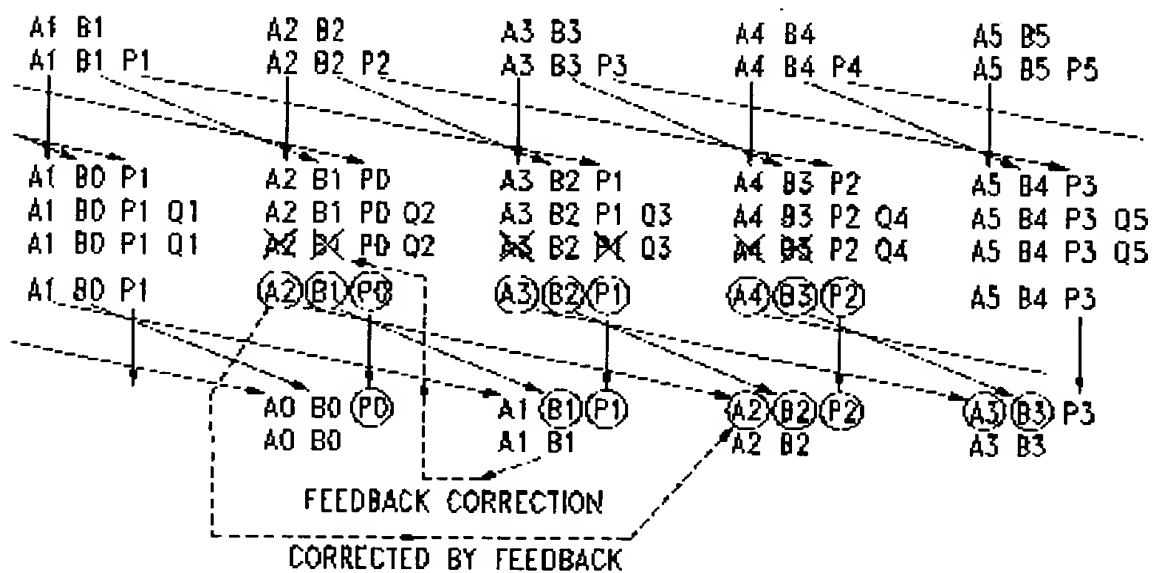 A1 B1 A2 B2 A3 B3 A4 B4 A5 B5
A1 B1 P1 A2 B2 P2 A3 B3 P3 A4 B4 P4 A5 B5 P5
A1 B0 P1 A2 B1 P0 A3 B2 P1 A4 B3 P2 A5 B4 P3
A1 B0 P1 Q1 A2 B1 P0 Q2 A3 B2 P1 Q3 A4 B3 P2 Q4 A5 B4 P3 Q5
A1 B0 P1 Q1 A2 B1 P0 Q2 A3 B2 P1 Q3 A4 B3 P2 Q4 A5 B4 P3 Q5
A1 B0 P1 A2 B1 P0 A3 B2 P1 A4 B3 P2 A5 B4 P3
A0 B0 P0 A1 B1 P1 A2 B2 P2 A3 B3 P3
A0 B0 A1 B1 A2 B2 A3 B3
FEEDBACK CORRECTION
CORRECTED BY FEEDBACK